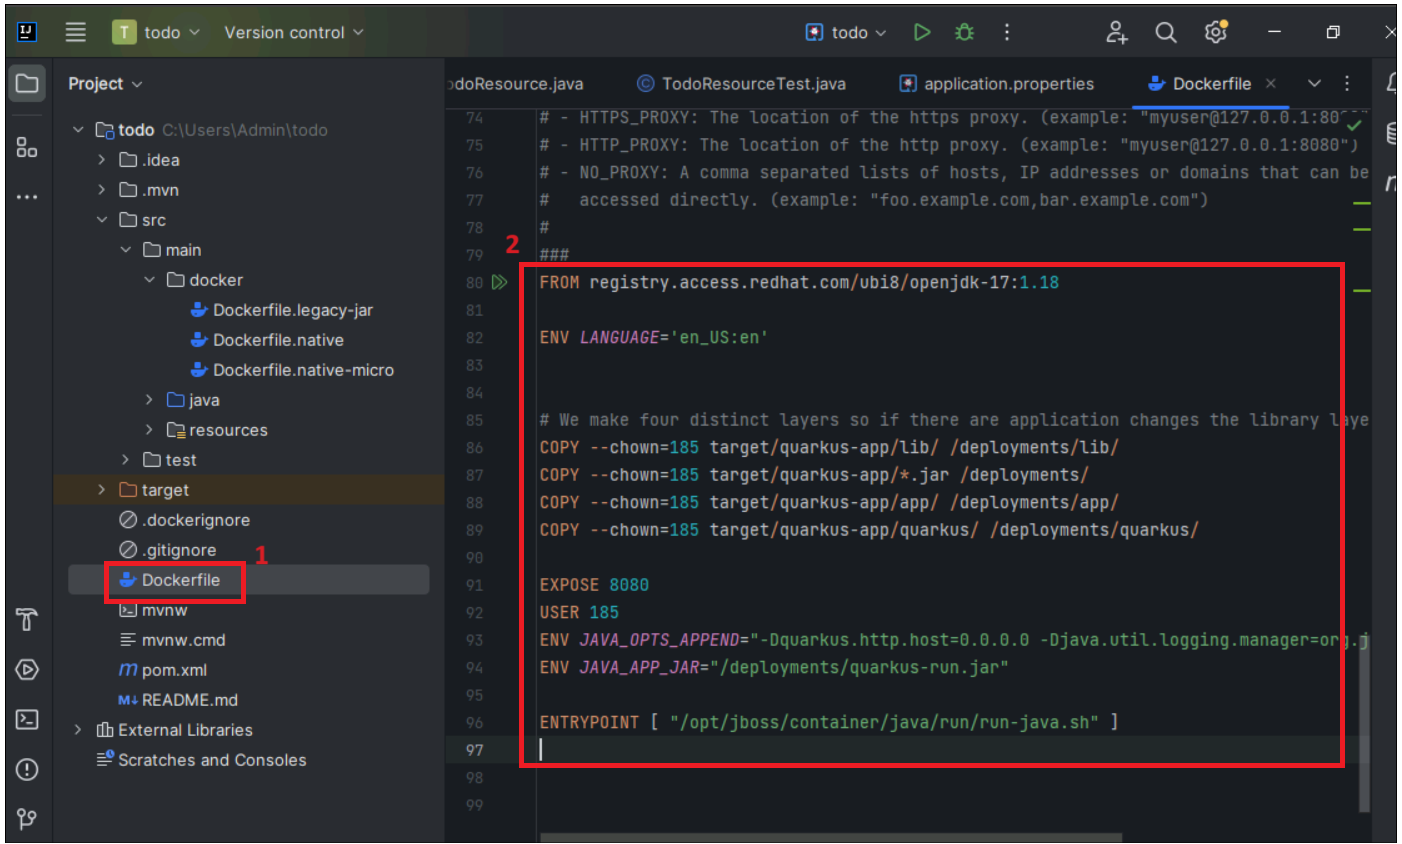 IJ
T todo Version control todo
Project
todo C:\Users\Admin\todo
.idea
.mvn
src
main
docker
Dockerfile.legacy-jar
Dockerfile.native
Dockerfile.native-micro
java
resources
test
target
.dockerignore
.gitignore
1
Dockerfile
mvnw
mvnw.cmd
m pom.xml
M↓ README.md
External Libraries
Scratches and Consoles
odoResource.java TodoResourceTest.java application.properties Dockerfile
74 # - HTTPS_PROXY: The location of the https proxy. (example: "myuser@127.0.0.1:80
75 # - HTTP_PROXY: The location of the http proxy. (example: "myuser@127.0.0.1:8080")
76 # - NO_PROXY: A comma separated lists of hosts, IP addresses or domains that can be
77 #   accessed directly. (example: "foo.example.com,bar.example.com")
78 #
2
79 ###
80 FROM registry.access.redhat.com/ubi8/openjdk-17:1.18
81
82 ENV LANGUAGE='en_US:en'
83
84
85 # We make four distinct layers so if there are application changes the library laye
86 COPY --chown=185 target/quarkus-app/lib/ /deployments/lib/
87 COPY --chown=185 target/quarkus-app/*.jar /deployments/
88 COPY --chown=185 target/quarkus-app/app/ /deployments/app/
89 COPY --chown=185 target/quarkus-app/quarkus/ /deployments/quarkus/
90
91 EXPOSE 8080
92 USER 185
93 ENV JAVA_OPTS_APPEND="-Dquarkus.http.host=0.0.0.0 -Djava.util.logging.manager=org.j
94 ENV JAVA_APP_JAR="/deployments/quarkus-run.jar"
95
96 ENTRYPOINT [ "/opt/jboss/container/java/run/run-java.sh" ]
97
98
99
m